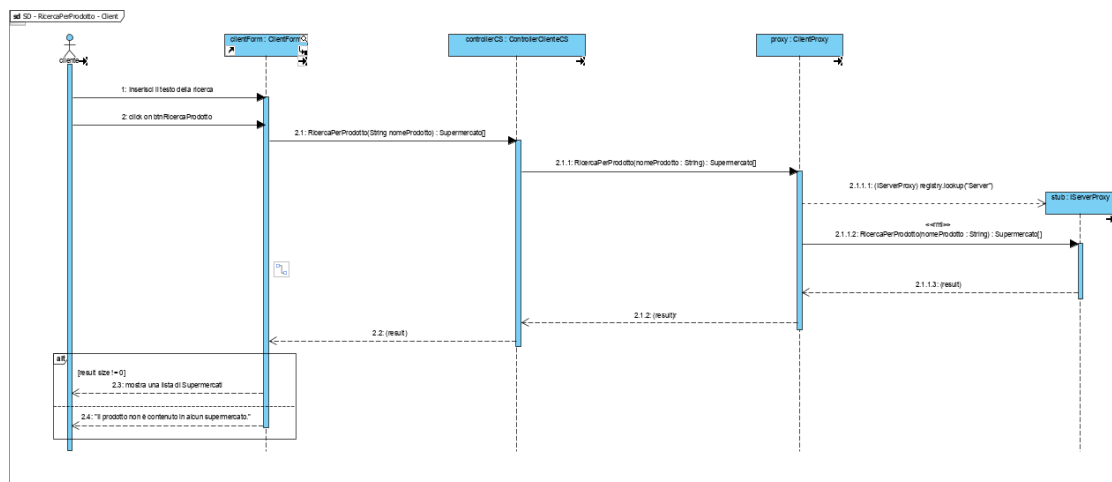 sd SD - RicercaPerProdotto - Client
cliente
clientForm : ClientForm
controllerCS : ControllerClienteCS
proxy : ClientProxy
1: Inserisci il testo della ricerca
2: click on btnRicercaProdotto
2.1: RicercaPerProdotto(String nomeProdotto) : Supermercato[]
2.1.1: RicercaPerProdotto(nomeProdotto : String) : Supermercato[]
2.1.1.1: (IServerProxy) registry.lookup("Server")
stub : IServerProxy
<<rmi>>
2.1.1.2: RicercaPerProdotto(nomeProdotto : String) : Supermercato[]
2.1.1.3: (result)
2.1.2: (result)r
2.2: (result)
alt
[result size != 0]
2.3: mostra una lista di Supermercati
2.4: "Il prodotto non è contenuto in alcun supermercato."